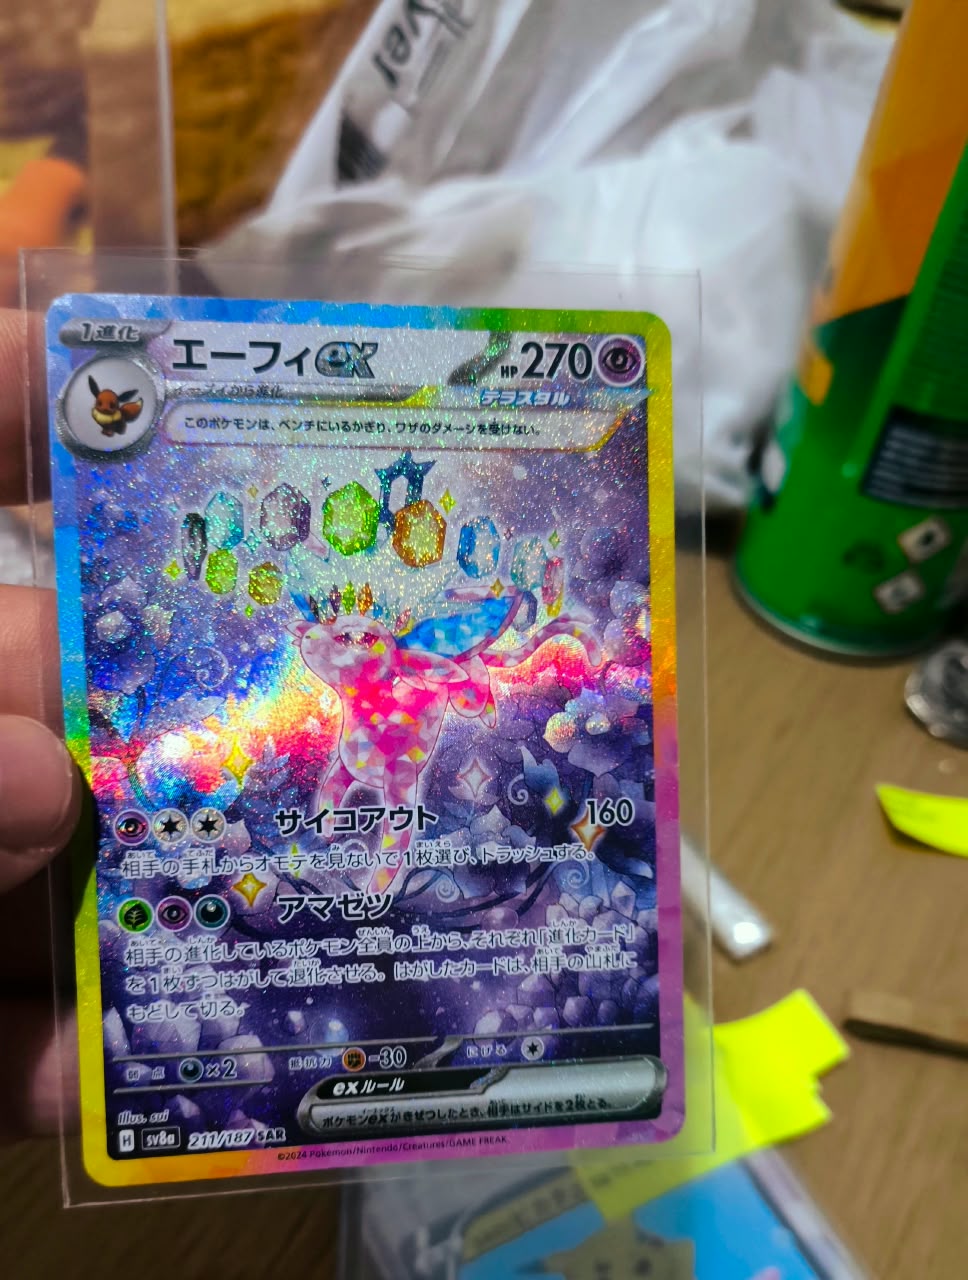 ver
1進化
エーフィex
HP270
イーブイから進化
テラスタル
このポケモンは、ベンチにいるかぎり、ワザのダメージを受けない。
サイコアウト 160
相手の手札からオモテを見ないで1枚選び、トラッシュする。
アマゼツ
相手の進化しているポケモン全員の上から、それぞれ「進化カード」
を1枚ずつはがして退化させる。はがしたカードは、相手の山札に
もどして切る。
弱点 ×2 抵抗力 -30 にげる
exルール
ポケモンexがきぜつしたとき、相手はサイドを2枚とる。
Illus. sui
H sv8a 211/187 SAR
©2024 Pokémon/Nintendo/Creatures/GAME FREAK.